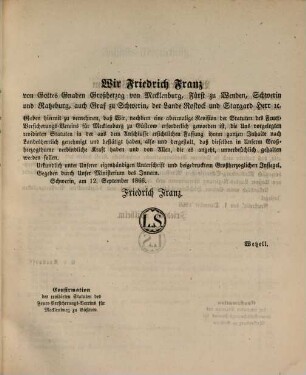 Wir Friedrich Franz
von Gottes Gnaden Großherzog von Mecklenburg, Fürst zu Wenden, Schwerin
und Ratzeburg, auch Graf zu Schwerin, der Lande Rostock und Stargard Herr ꝛc.
Geben hiemit zu vernehmen, daß Wir, nachdem eine abermalige Revision der Statuten des Feuer-
Versicherungs-Vereins für Mecklenburg zu Güstrow erforderlich geworden ist, die Uns vorgelegten
revidirten Statuten in der aus dem Anschlusse ersichtlichen Fassung ihrem ganzen Inhalte nach
Landesherrlich genehmigt und bestätigt haben, also und dergestalt, daß dieselben in Unserm Gross-
herzogthume verbindliche Kraft haben und von Allen, die es angeht, unverbrüchlich gehalten
werden sollen.
Urkundlich unter Unserer eigenhändigen Unterschrift und beigedrucktem Großherzoglichen Insiegel.
Gegeben durch Unser Ministerium des Innern.
Schwerin, am 12. September 1866.
Friedrich Franz.
LS
Wetzell.
Confirmation
der revidirten Statuten des
Feuer-Versicherungs-Vereins für
Mecklenburg zu Güstrow.